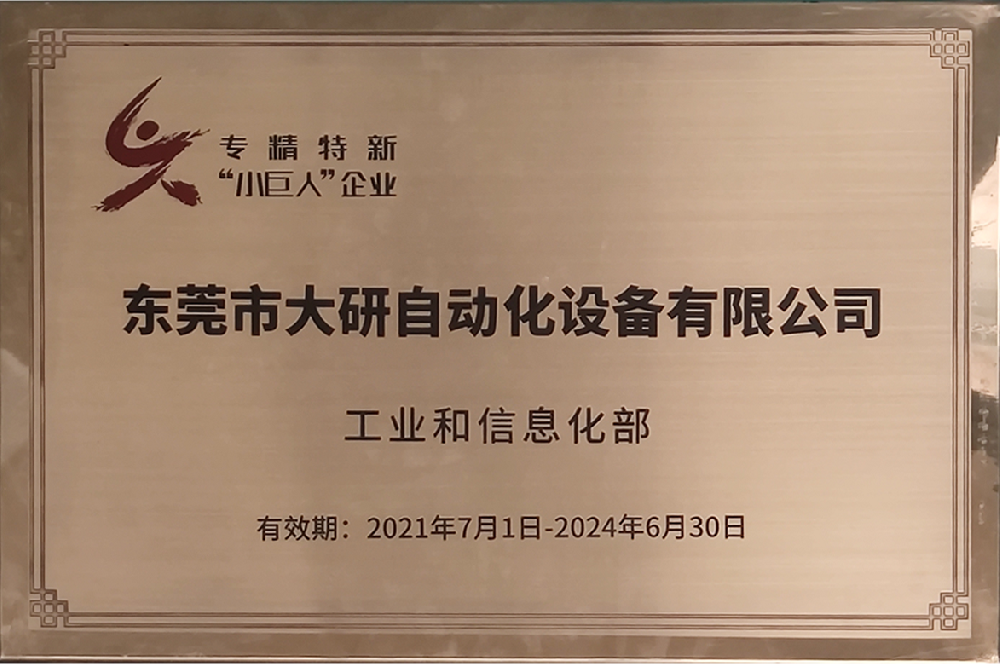 专精特新
“小巨人”企业
东莞市大研自动化设备有限公司
工业和信息化部
有效期：2021年7月1日-2024年6月30日